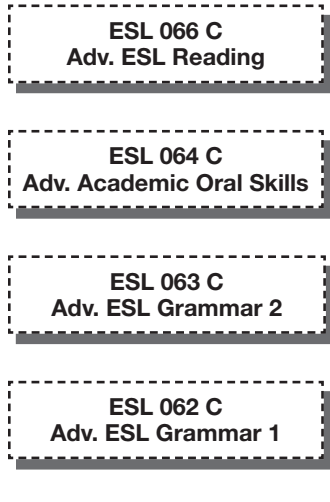 ESL 066 C
Adv. ESL Reading
ESL 064 C
Adv. Academic Oral Skills
ESL 063 C
Adv. ESL Grammar 2
ESL 062 C
Adv. ESL Grammar 1